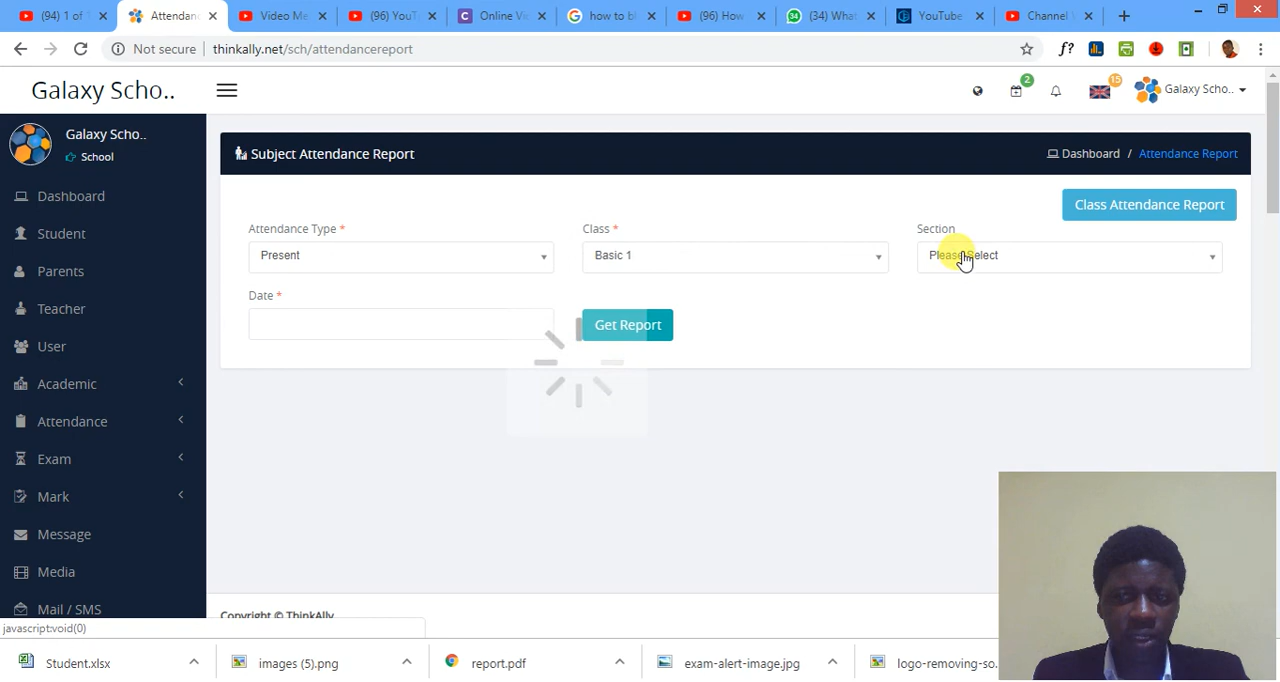 (94) 1 of
Attendanc
Video Me
(96) YouT
Online Vi
how to bl
(96) How
34
(34) What
YouTube
Channel
Not secure
thinkally.net/sch/attendancereport
f?
Galaxy Scho..
2
15
Galaxy Scho..
Galaxy Scho..
School
Subject Attendance Report
Dashboard / Attendance Report
Class Attendance Report
Attendance Type *
Class *
Section
Present
Basic 1
Please Select
Date *
Get Report
Dashboard
Student
Parents
Teacher
User
Academic
Attendance
Exam
Mark
Message
Media
Mail / SMS
Copyright © ThinkAlly
javascript:void(0)
Student.xlsx
images (5).png
report.pdf
exam-alert-image.jpg
logo-removing-so..